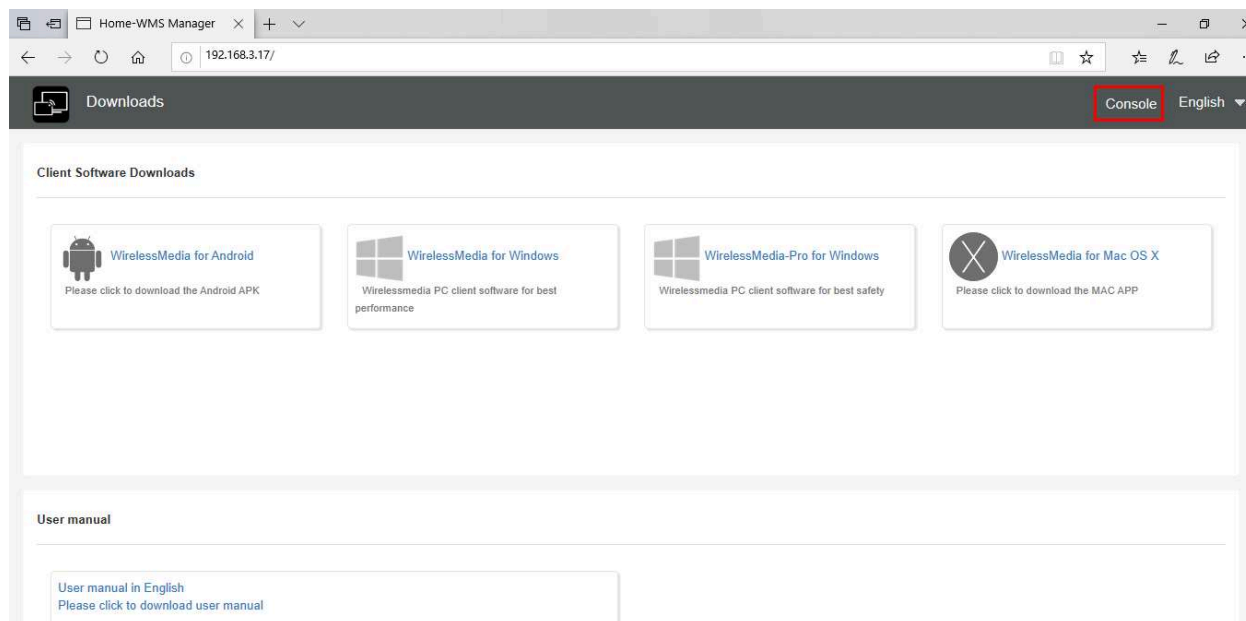 Home-WMS Manager
192.168.3.17/
Downloads
Console
English
Client Software Downloads
WirelessMedia for Android
Please click to download the Android APK
WirelessMedia for Windows
Wirelessmedia PC client software for best
performance
WirelessMedia-Pro for Windows
Wirelessmedia PC client software for best safety
WirelessMedia for Mac OS X
Please click to download the MAC APP
User manual
User manual in English
Please click to download user manual